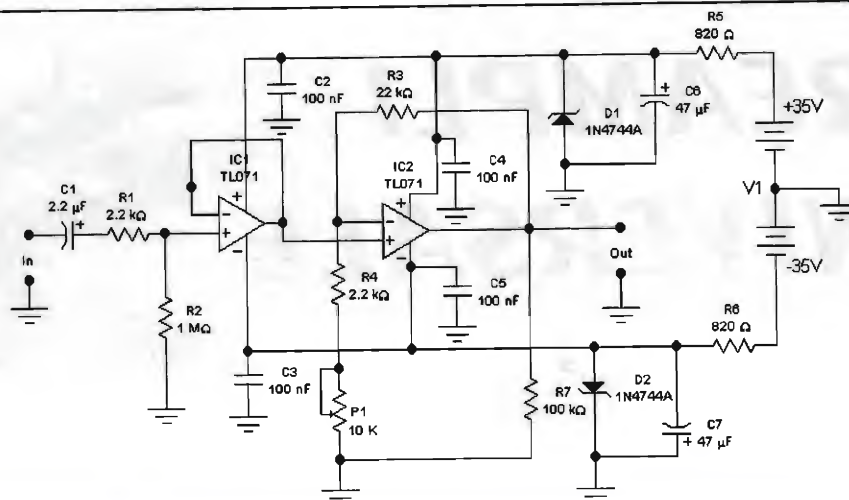 R5
820 Ω
C2
100 nF
R3
22 kΩ
+
C6
47 µF
D1
1N4744A
+35V
IC1
TL071
IC2
TL071
C4
100 nF
C1
2.2 µF
R1
2.2 kΩ
+
+
-
+
-
+
-
+
-
V1
In
Out
-35V
R4
2.2 kΩ
C5
100 nF
R2
1 MΩ
R6
820 Ω
C3
100 nF
P1
10 K
R7
100 kΩ
D2
1N4744A
C7
+ 47 µF